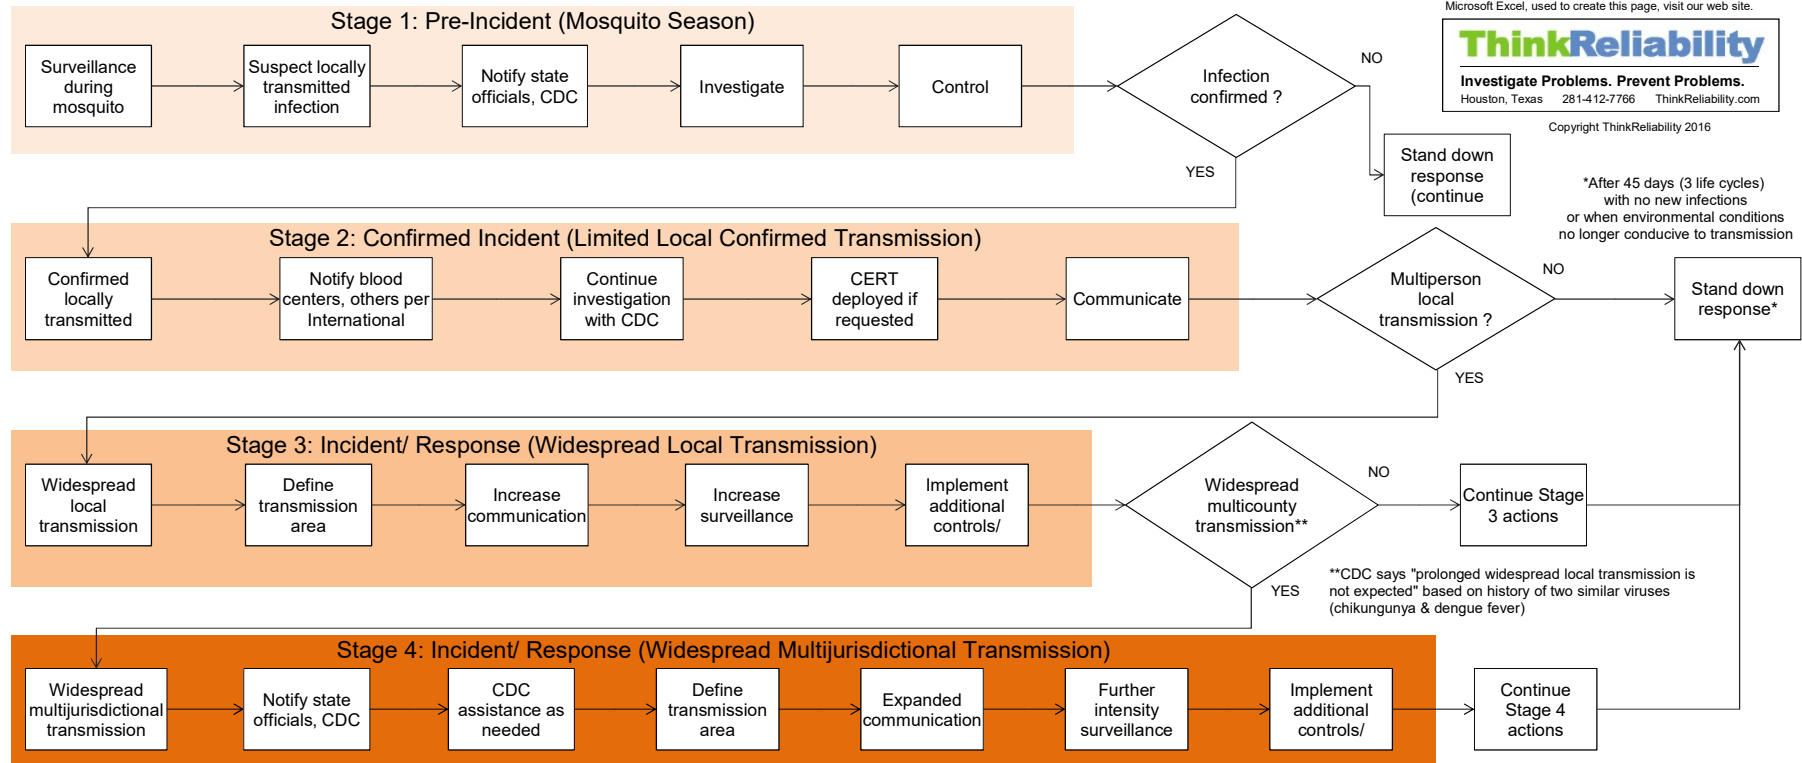 Microsoft Excel, used to create this page, visit our web site.
ThinkReliability
Investigate Problems. Prevent Problems.
Houston, Texas 281-412-7766 ThinkReliability.com
Copyright ThinkReliability 2016
Stage 1: Pre-Incident (Mosquito Season)
Surveillance
during
mosquito
Suspect locally
transmitted
infection
Notify state
officials, CDC
Investigate
Control
Infection
confirmed ?
NO
YES
Stand down
response
(continue
*After 45 days (3 life cycles)
with no new infections
or when environmental conditions
no longer conducive to transmission
Stage 2: Confirmed Incident (Limited Local Confirmed Transmission)
Confirmed
locally
transmitted
Notify blood
centers, others per
International
Continue
investigation
with CDC
CERT
deployed if
requested
Communicate
Multiperson
local
transmission ?
NO
YES
Stand down
response*
Stage 3: Incident/ Response (Widespread Local Transmission)
Widespread
local
transmission
Define
transmission
area
Increase
communication
Increase
surveillance
Implement
additional
controls/
Widespread
multicounty
transmission**
NO
YES
Continue Stage
3 actions
**CDC says "prolonged widespread local transmission is
not expected" based on history of two similar viruses
(chikungunya & dengue fever)
Stage 4: Incident/ Response (Widespread Multijurisdictional Transmission)
Widespread
multijurisdictional
transmission
Notify state
officials, CDC
CDC
assistance as
needed
Define
transmission
area
Expanded
communication
Further
intensity
surveillance
Implement
additional
controls/
Continue
Stage 4
actions